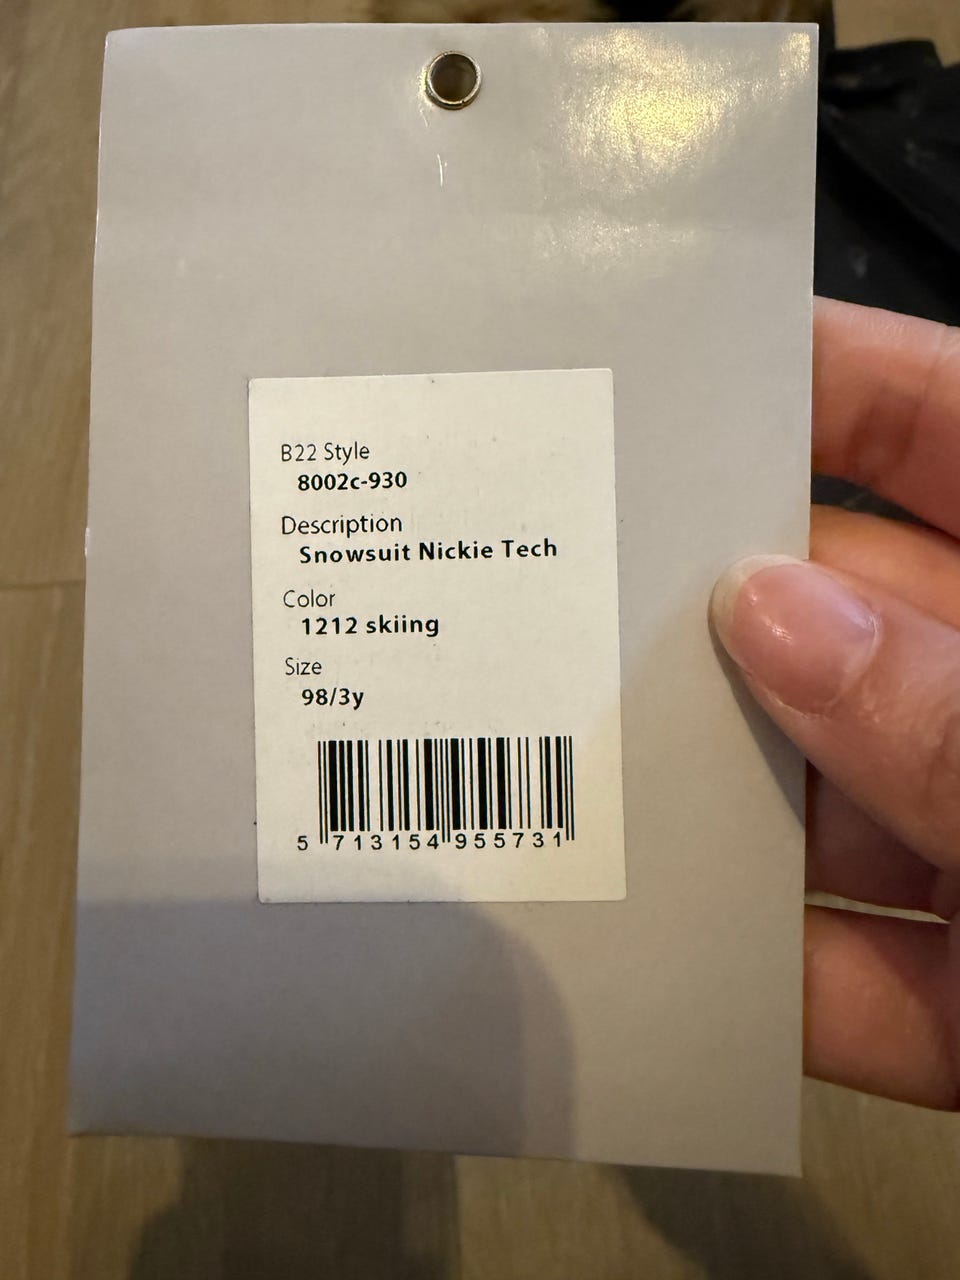 B22 Style
8002c-930
Description
Snowsuit Nickie Tech
Color
1212 skiing
Size
98/3y
5 713154 955731